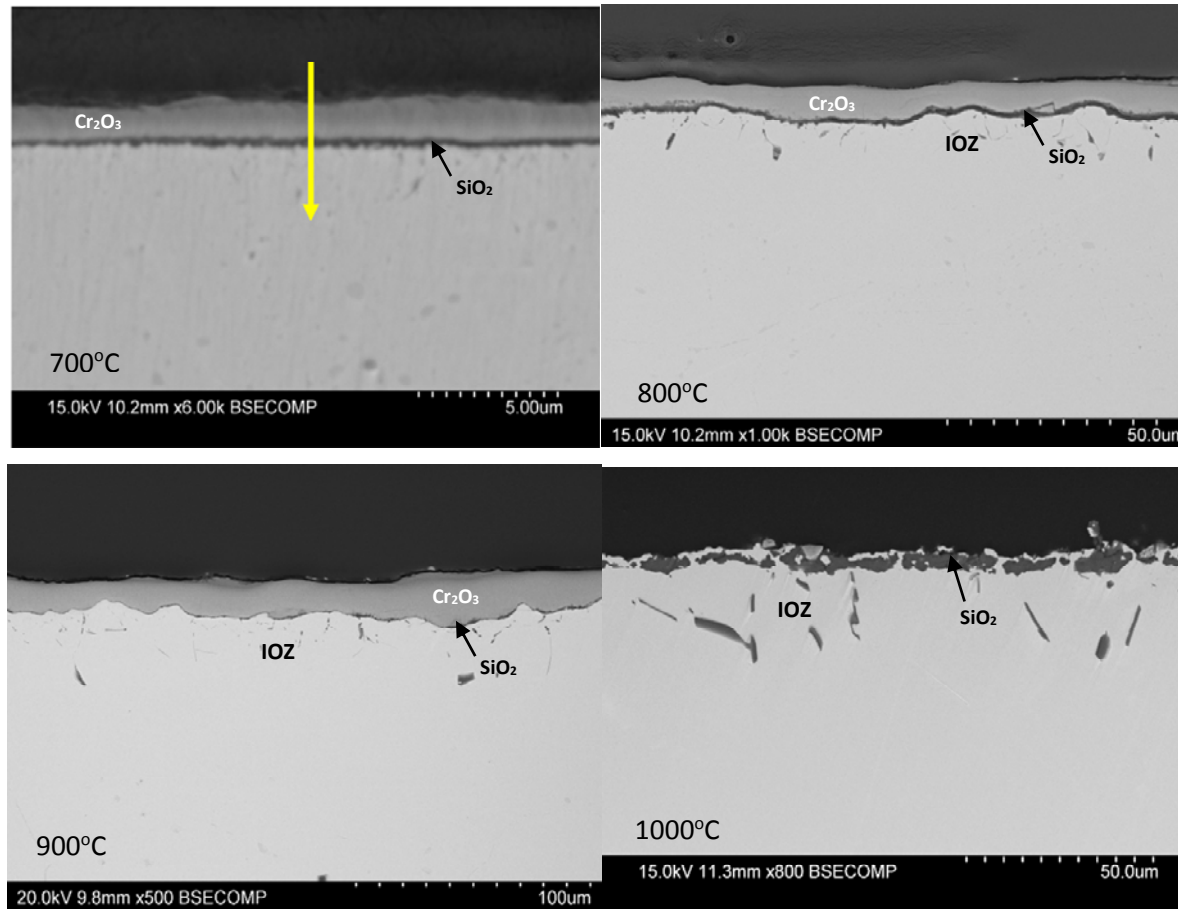 Cr₂O₃
SiO₂
700°C
15.0kV 10.2mm x6.00k BSECOMP 5.00um
Cr₂O₃
IOZ
SiO₂
800°C
15.0kV 10.2mm x1.00k BSECOMP 50.0um
Cr₂O₃
IOZ
SiO₂
900°C
20.0kV 9.8mm x500 BSECOMP 100um
IOZ
SiO₂
1000°C
15.0kV 11.3mm x800 BSECOMP 50.0um